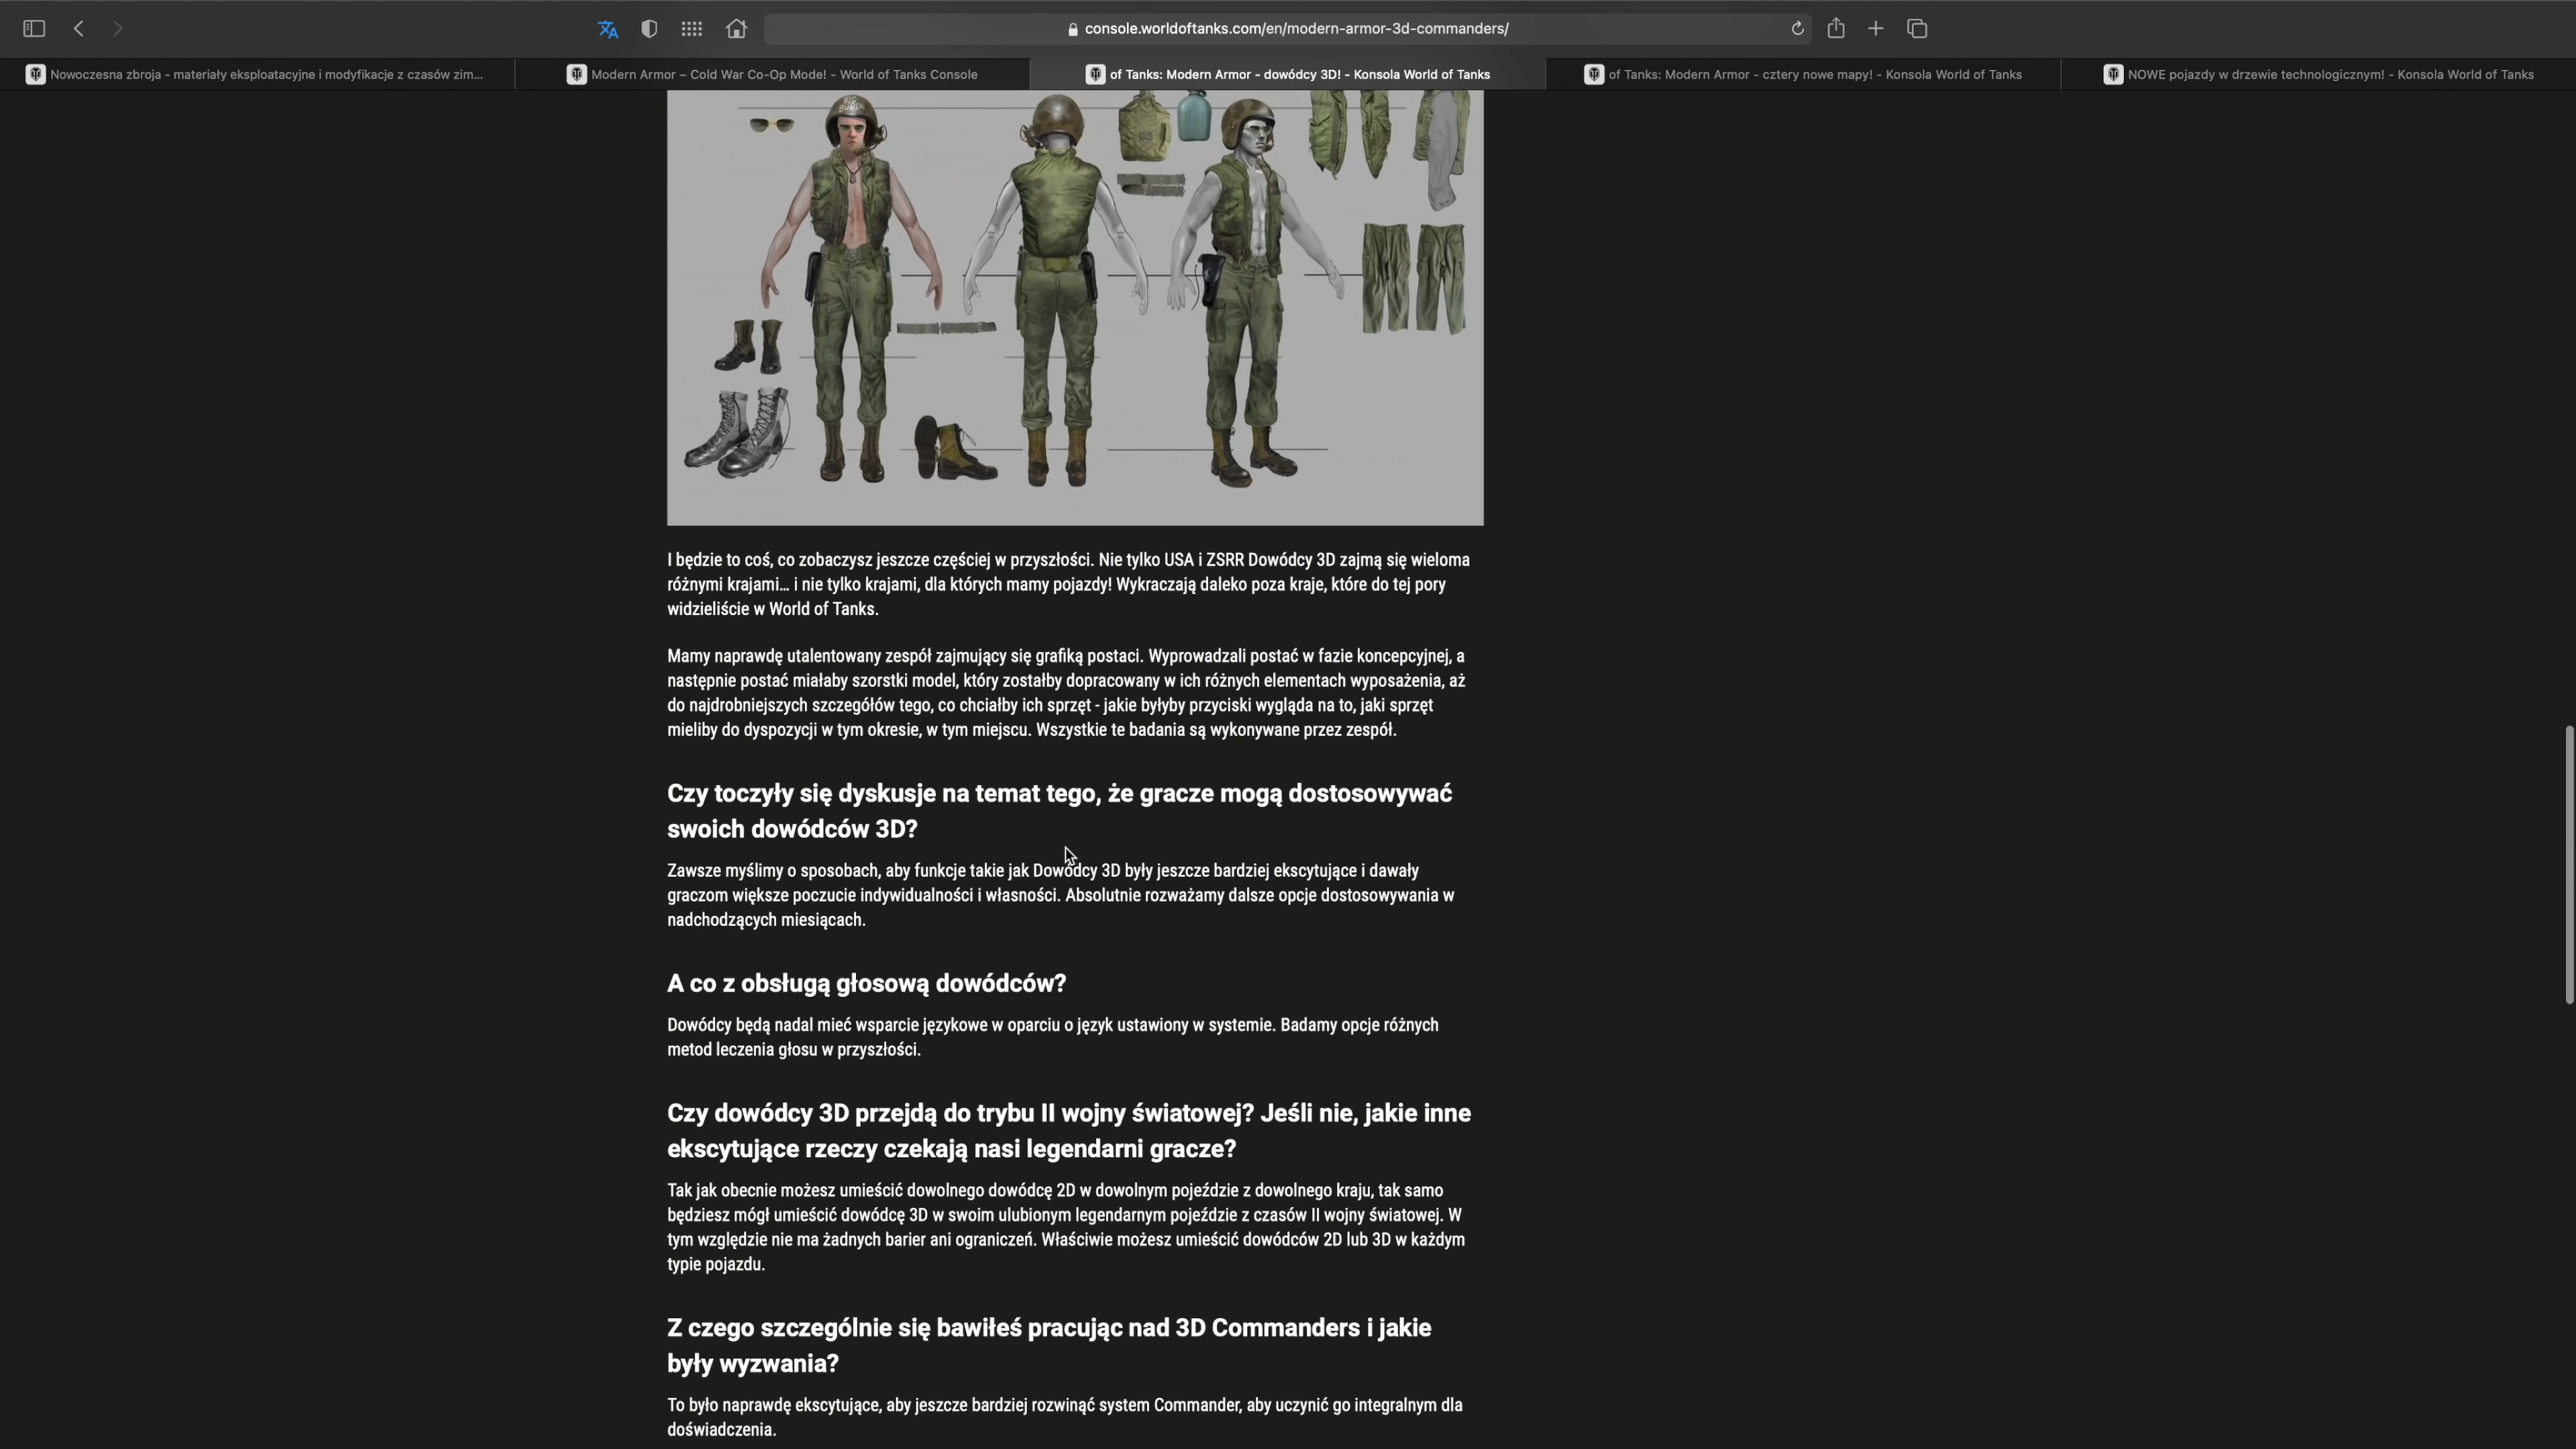 console.worldoftanks.com/en/modern-armor-3d-commanders/
Nowoczesna zbroja - materiały eksploatacyjne i modyfikacje z czasów zim...
Modern Armor – Cold War Co-Op Mode! - World of Tanks Console
of Tanks: Modern Armor - dowódcy 3D! - Konsola World of Tanks
of Tanks: Modern Armor - cztery nowe mapy! - Konsola World of Tanks
NOWE pojazdy w drzewie technologicznym! - Konsola World of Tanks
I będzie to coś, co zobaczysz jeszcze częściej w przyszłości. Nie tylko USA i ZSRR Dowódcy 3D zajmą się wieloma
różnymi krajami... i nie tylko krajami, dla których mamy pojazdy! Wykraczają daleko poza kraje, które do tej pory
widzieliście w World of Tanks.
Mamy naprawdę utalentowany zespół zajmujący się grafiką postaci. Wyprowadzali postać w fazie koncepcyjnej, a
następnie postać miałaby szorstki model, który zostałby dopracowany w ich różnych elementach wyposażenia, aż
do najdrobniejszych szczegółów tego, co chciałby ich sprzęt - jakie byłyby przyciski wygląda na to, jaki sprzęt
mieliby do dyspozycji w tym okresie, w tym miejscu. Wszystkie te badania są wykonywane przez zespół.
Czy toczyły się dyskusje na temat tego, że gracze mogą dostosowywać
swoich dowódców 3D?
Zawsze myślimy o sposobach, aby funkcje takie jak Dowódcy 3D były jeszcze bardziej ekscytujące i dawały
graczom większe poczucie indywidualności i własności. Absolutnie rozważamy dalsze opcje dostosowywania w
nadchodzących miesiącach.
A co z obsługą głosową dowódców?
Dowódcy będą nadal mieć wsparcie językowe w oparciu o język ustawiony w systemie. Badamy opcje różnych
metod leczenia głosu w przyszłości.
Czy dowódcy 3D przejdą do trybu II wojny światowej? Jeśli nie, jakie inne
ekscytujące rzeczy czekają nasi legendarni gracze?
Tak jak obecnie możesz umieścić dowolnego dowódcę 2D w dowolnym pojeździe z dowolnego kraju, tak samo
będziesz mógł umieścić dowódcę 3D w swoim ulubionym legendarnym pojeździe z czasów II wojny światowej. W
tym względzie nie ma żadnych barier ani ograniczeń. Właściwie możesz umieścić dowódców 2D lub 3D w każdym
typie pojazdu.
Z czego szczególnie się bawiłeś pracując nad 3D Commanders i jakie
były wyzwania?
To było naprawdę ekscytujące, aby jeszcze bardziej rozwinąć system Commander, aby uczynić go integralnym dla
doświadczenia.